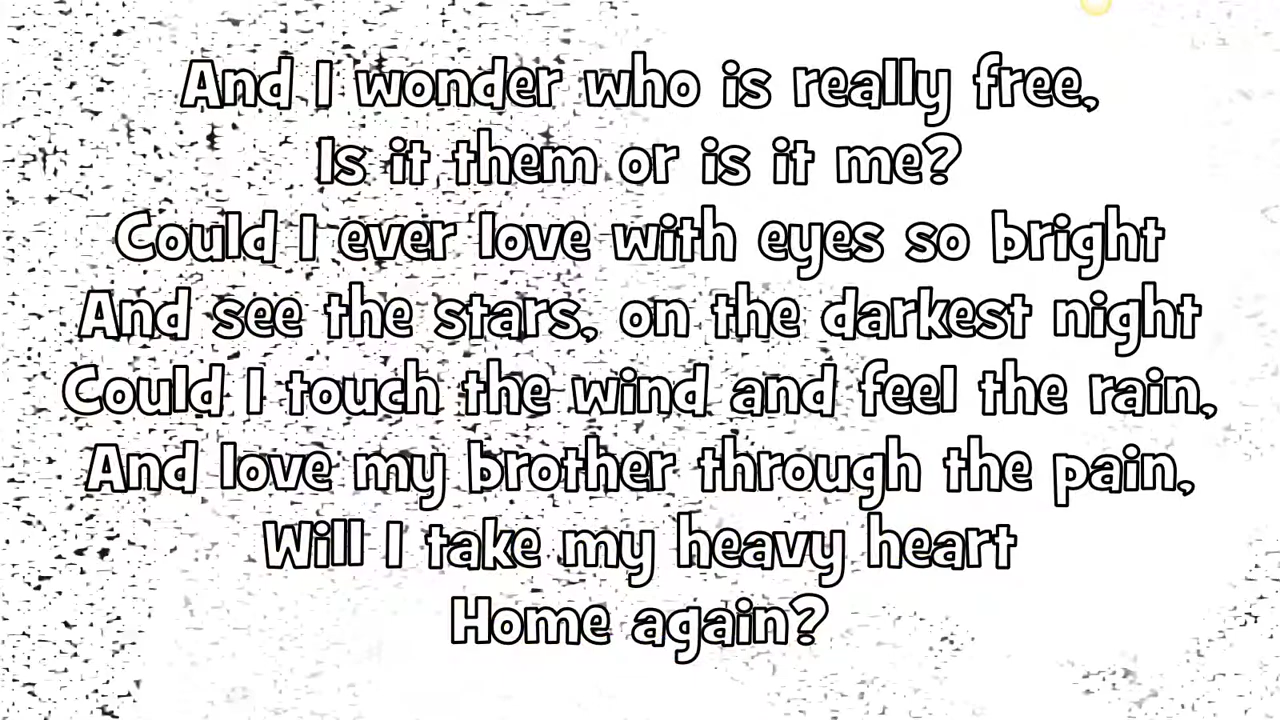 And I wonder who is really free,
Is it them or is it me?
Could I ever love with eyes so bright
And see the stars, on the darkest night
Could I touch the wind and feel the rain,
And love my brother through the pain,
Will I take my heavy heart
Home again?